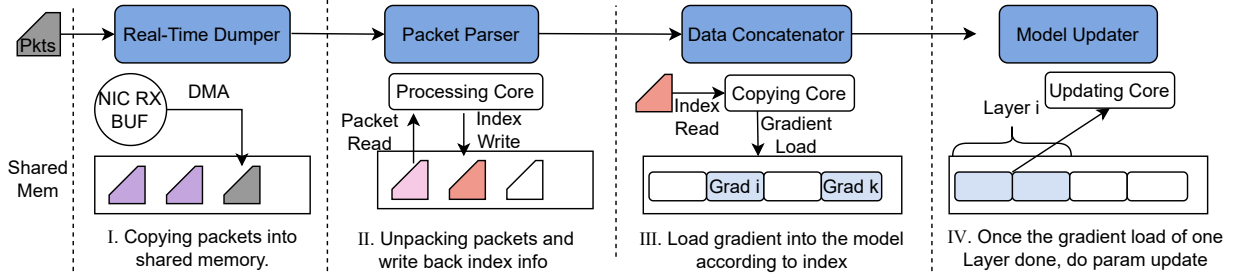 Pkts
Real-Time Dumper
Packet Parser
Data Concatenator
Model Updater
NIC RX
BUF
DMA
Processing Core
Packet
Read
Index
Write
Index
Read
Copying Core
Gradient
Load
Updating Core
Layer i
Shared
Mem
Grad i
Grad k
I. Copying packets into
shared memory.
II. Unpacking packets and
write back index info
III. Load gradient into the model
according to index
IV. Once the gradient load of one
Layer done, do param update